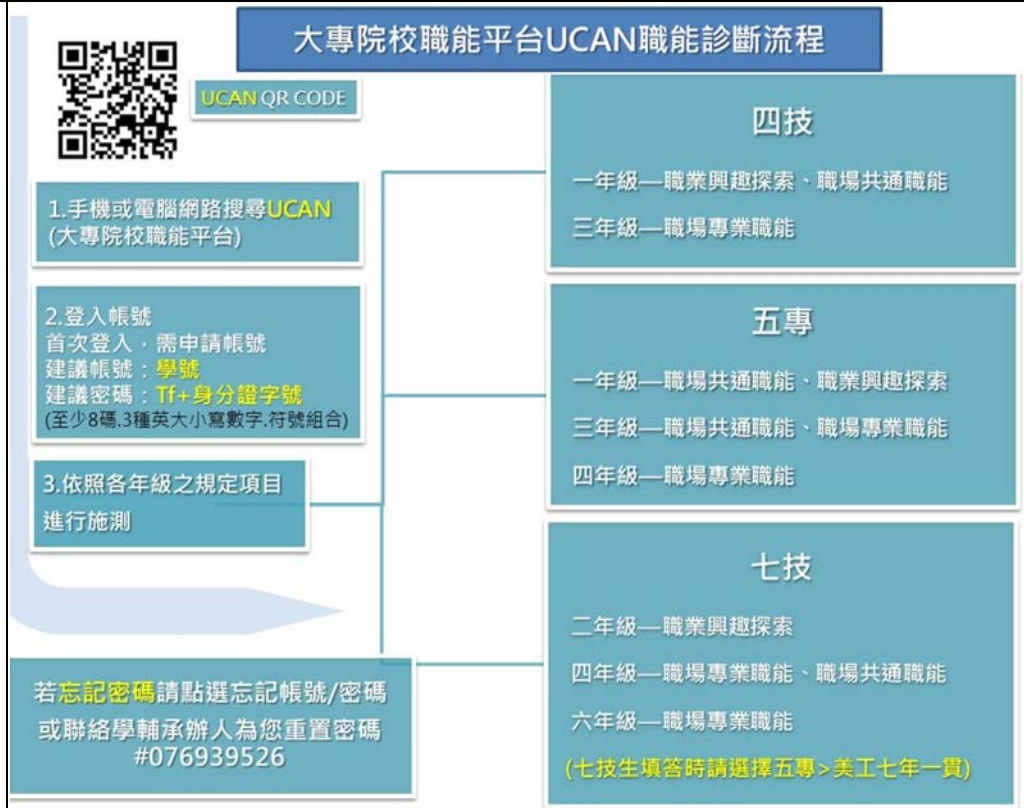 大專院校職能平台UCAN職能診斷流程
UCAN QR CODE
1.手機或電腦網路搜尋UCAN
(大專院校職能平台)
2.登入帳號
首次登入，需申請帳號
建議帳號：學號
建議密碼：Tf+身分證字號
(至少8碼.3種英大小寫數字.符號組合)
3.依照各年級之規定項目
進行施測
若忘記密碼請點選忘記帳號/密碼
或聯絡學輔承辦人為您重置密碼
#076939526
四技
一年級—職業興趣探索、職場共通職能
三年級—職場專業職能
五專
一年級—職場共通職能、職業興趣探索
三年級—職場共通職能、職場專業職能
四年級—職場專業職能
七技
二年級—職業興趣探索
四年級—職場專業職能、職場共通職能
六年級—職場專業職能
(七技生填答時請選擇五專>美工七年一貫)